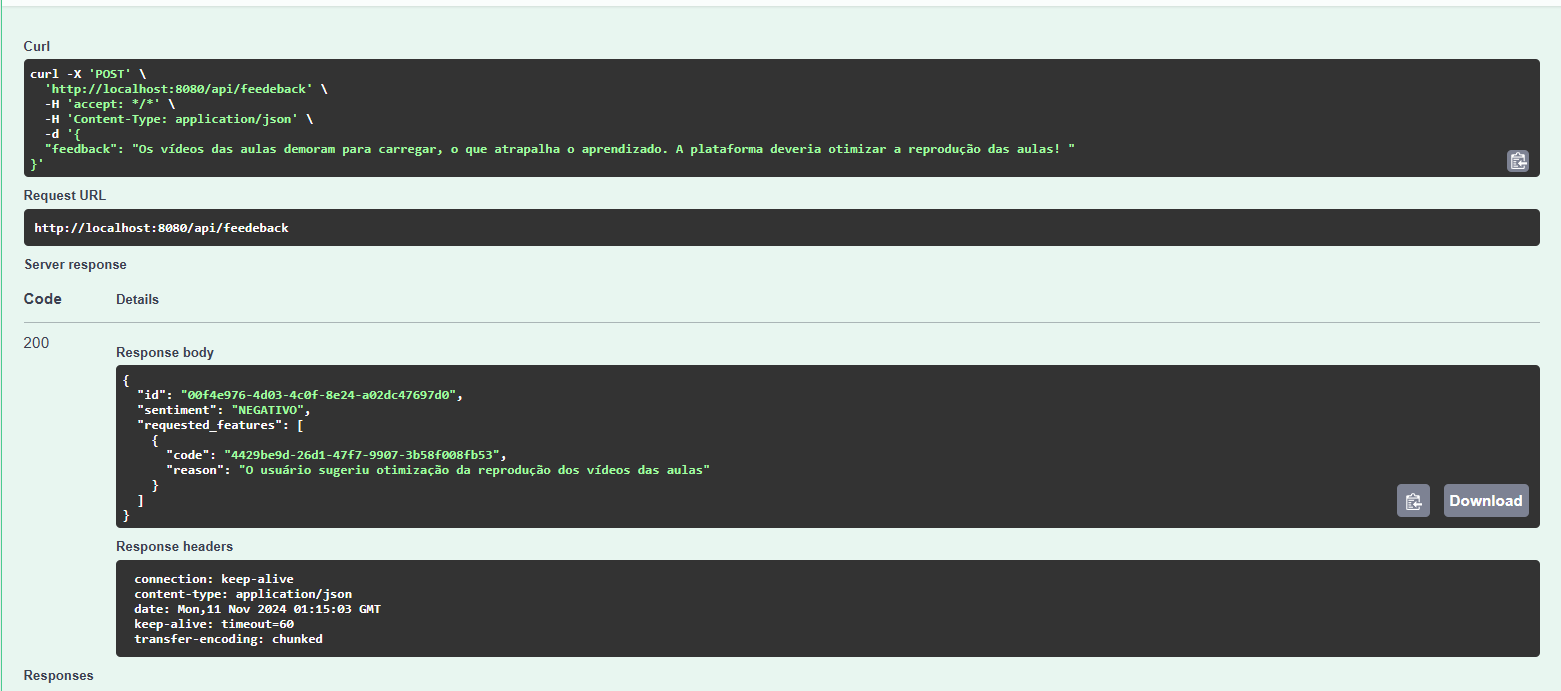 Curl
curl -X 'POST' \
'http://localhost:8080/api/feedeback' \
-H 'accept: */*' \
-H 'Content-Type: application/json' \
-d '{
"feedback": "Os vídeos das aulas demoram para carregar, o que atrapalha o aprendizado. A plataforma deveria otimizar a reprodução das aulas! "
}'
Request URL
http://localhost:8080/api/feedeback
Server response
Code Details
200
Response body
{
"id": "00f4e976-4d03-4c0f-8e24-a02dc47697d0",
"sentiment": "NEGATIVO",
"requested_features": [
{
"code": "4429be9d-26d1-47f7-9907-3b58f008fb53",
"reason": "O usuário sugeriu otimização da reprodução dos vídeos das aulas"
}
]
}
Download
Response headers
connection: keep-alive
content-type: application/json
date: Mon,11 Nov 2024 01:15:03 GMT
keep-alive: timeout=60
transfer-encoding: chunked
Responses